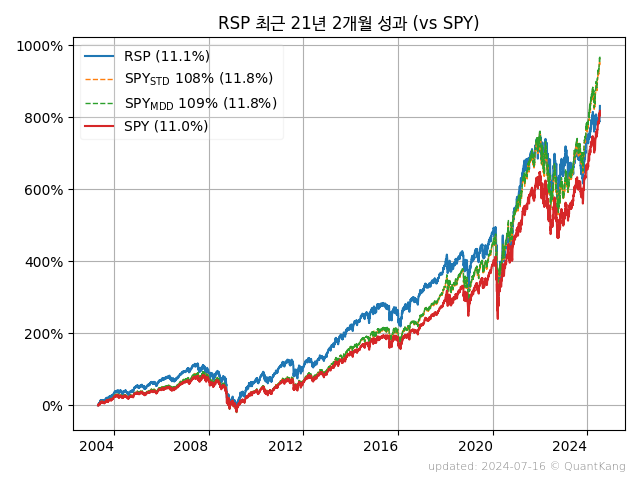 RSP 최근 21년 2개월 성과 (vs SPY)
1000%
800%
600%
400%
200%
0%
RSP (11.1%)
SPY_STD 108% (11.8%)
SPY_MDD 109% (11.8%)
SPY (11.0%)
2004 2008 2012 2016 2020 2024
updated: 2024-07-16 © QuantKang